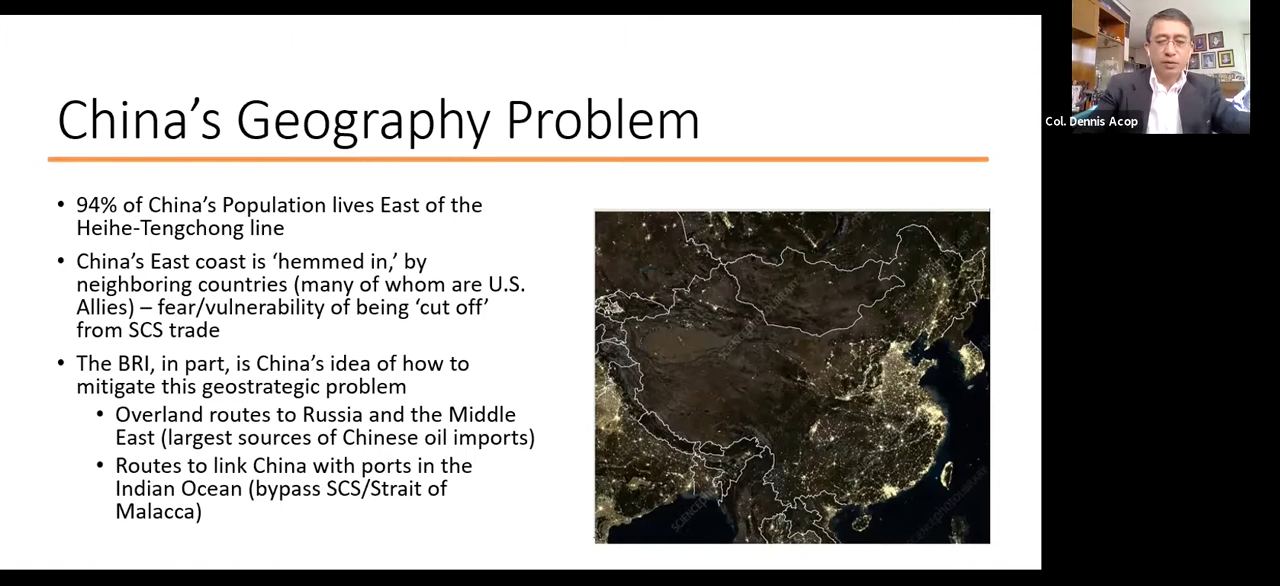 China’s Geography Problem
• 94% of China’s Population lives East of the
Heihe-Tengchong line
• China’s East coast is ‘hemmed in,’ by
neighboring countries (many of whom are U.S.
Allies) – fear/vulnerability of being ‘cut off’
from SCS trade
• The BRI, in part, is China’s idea of how to
mitigate this geostrategic problem
• Overland routes to Russia and the Middle
East (largest sources of Chinese oil imports)
• Routes to link China with ports in the
Indian Ocean (bypass SCS/Strait of
Malacca)
Col. Dennis Acop